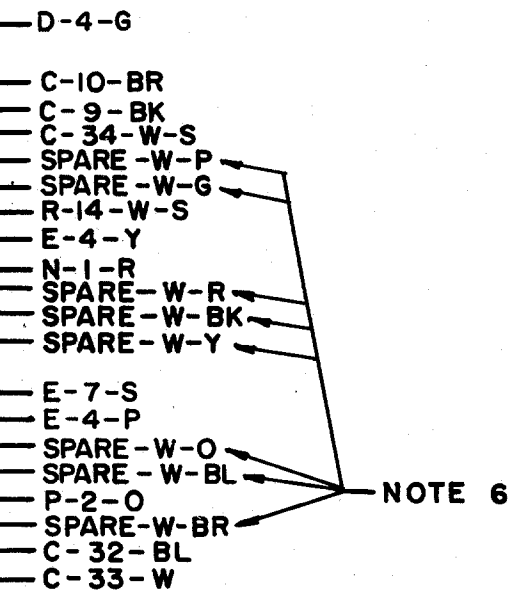 D-4-G
C-10-BR
C-9-BK
C-34-W-S
SPARE-W-P
SPARE-W-G
R-14-W-S
E-4-Y
N-1-R
SPARE-W-R
SPARE-W-BK
SPARE-W-Y
E-7-S
E-4-P
SPARE-W-O
SPARE-W-BL
P-2-O
NOTE 6
SPARE-W-BR
C-32-BL
C-33-W